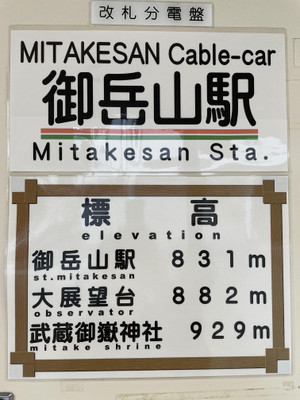 改札分電盤
MITAKESAN Cable-car
御岳山駅
Mitakesan Sta.
標高
elevation
御岳山駅 831m
st.mitakesan
大展望台 882m
observator
武蔵御嶽神社 929m
mitake shrine